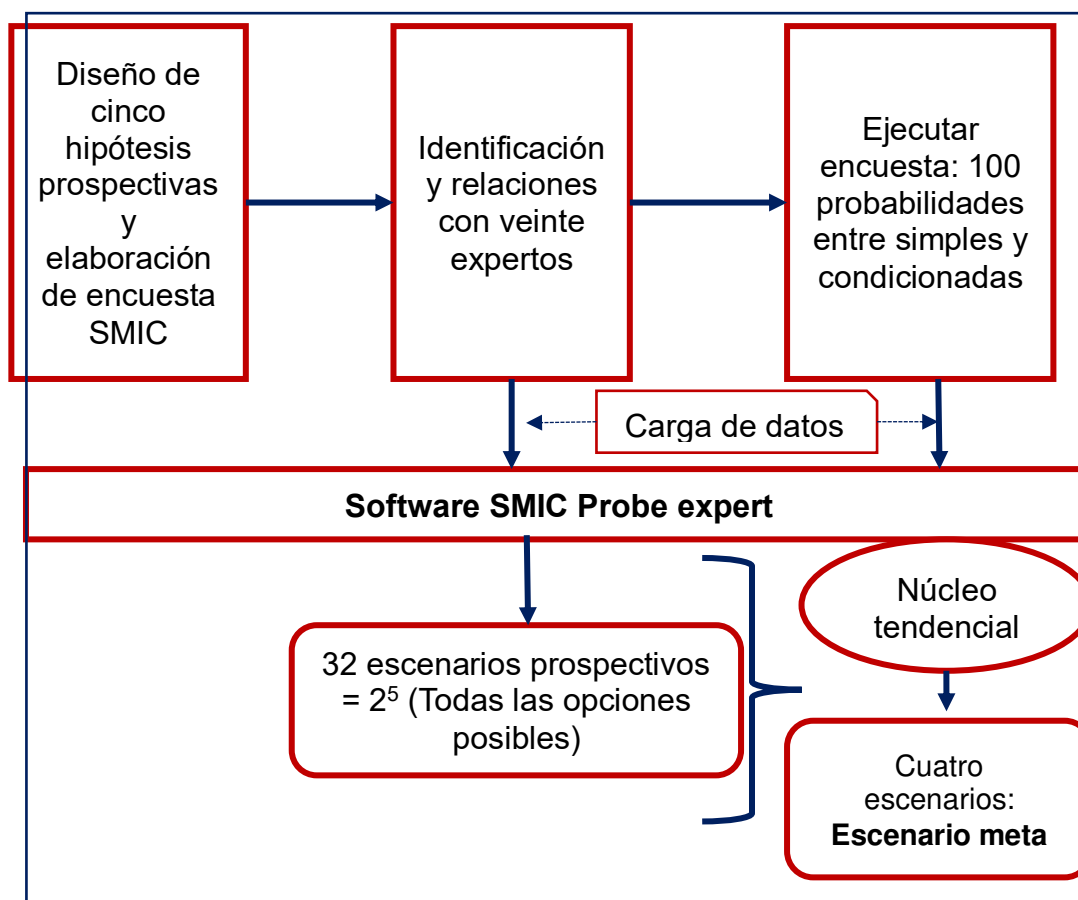 Diseño de
cinco
hipótesis
prospectivas
y
elaboración
de encuesta
SMIC
Identificación
y relaciones
con veinte
expertos
Ejecutar
encuesta: 100
probabilidades
entre simples y
condicionadas
Carga de datos
Software SMIC Probe expert
Núcleo
tendencial
32 escenarios prospectivos
= 2⁵ (Todas las opciones
posibles)
Cuatro
escenarios:
Escenario meta